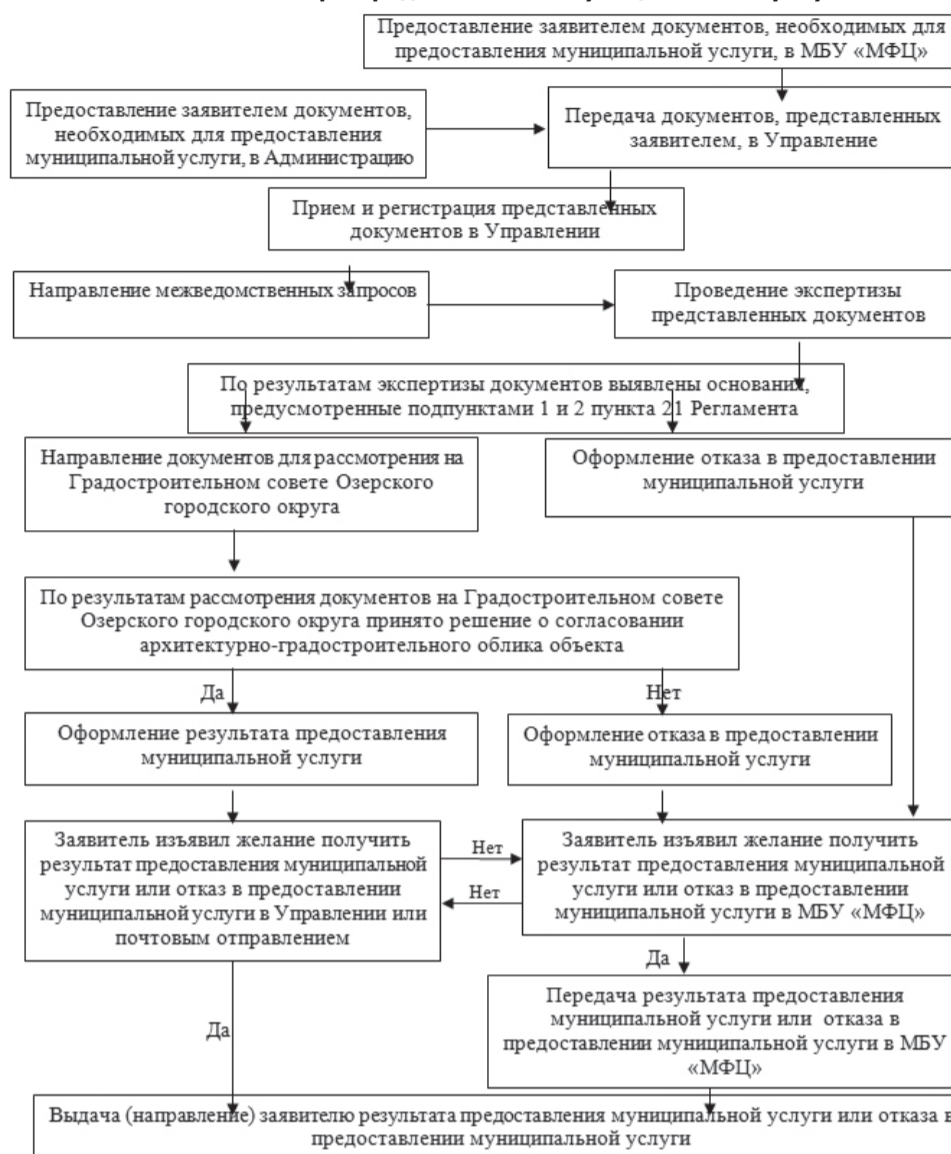 Предоставление заявителем документов, необходимых для
предоставления муниципальной услуги, в МБУ «МФЦ»
Предоставление заявителем документов,
необходимых для предоставления
муниципальной услуги, в Администрацию
Передача документов, представленных
заявителем, в Управление
Прием и регистрация представленных
документов в Управлении
Направление межведомственных запросов
Проведение экспертизы
представленных документов
По результатам экспертизы документов выявлены основания,
предусмотренные подпунктами 1 и 2 пункта 21 Регламента
Направление документов для рассмотрения на
Градостроительном совете Озерского
городского округа
Оформление отказа в предоставлении
муниципальной услуги
По результатам рассмотрения документов на Градостроительном совете
Озерского городского округа принято решение о согласовании
архитектурно-градостроительного облика объекта
Да
Нет
Оформление результата предоставления
муниципальной услуги
Оформление отказа в предоставлении
муниципальной услуги
Заявитель изъявил желание получить
результат предоставления муниципальной
услуги или отказ в предоставлении
муниципальной услуги в Управлении или
почтовым отправлением
Нет
Нет
Заявитель изъявил желание получить
результат предоставления муниципальной
услуги или отказ в предоставлении
муниципальной услуги в МБУ «МФЦ»
Да
Передача результата предоставления
муниципальной услуги или отказа в
предоставлении муниципальной услуги в МБУ
«МФЦ»
Да
Выдача (направление) заявителю результата предоставления муниципальной услуги или отказа в
предоставлении муниципальной услуги